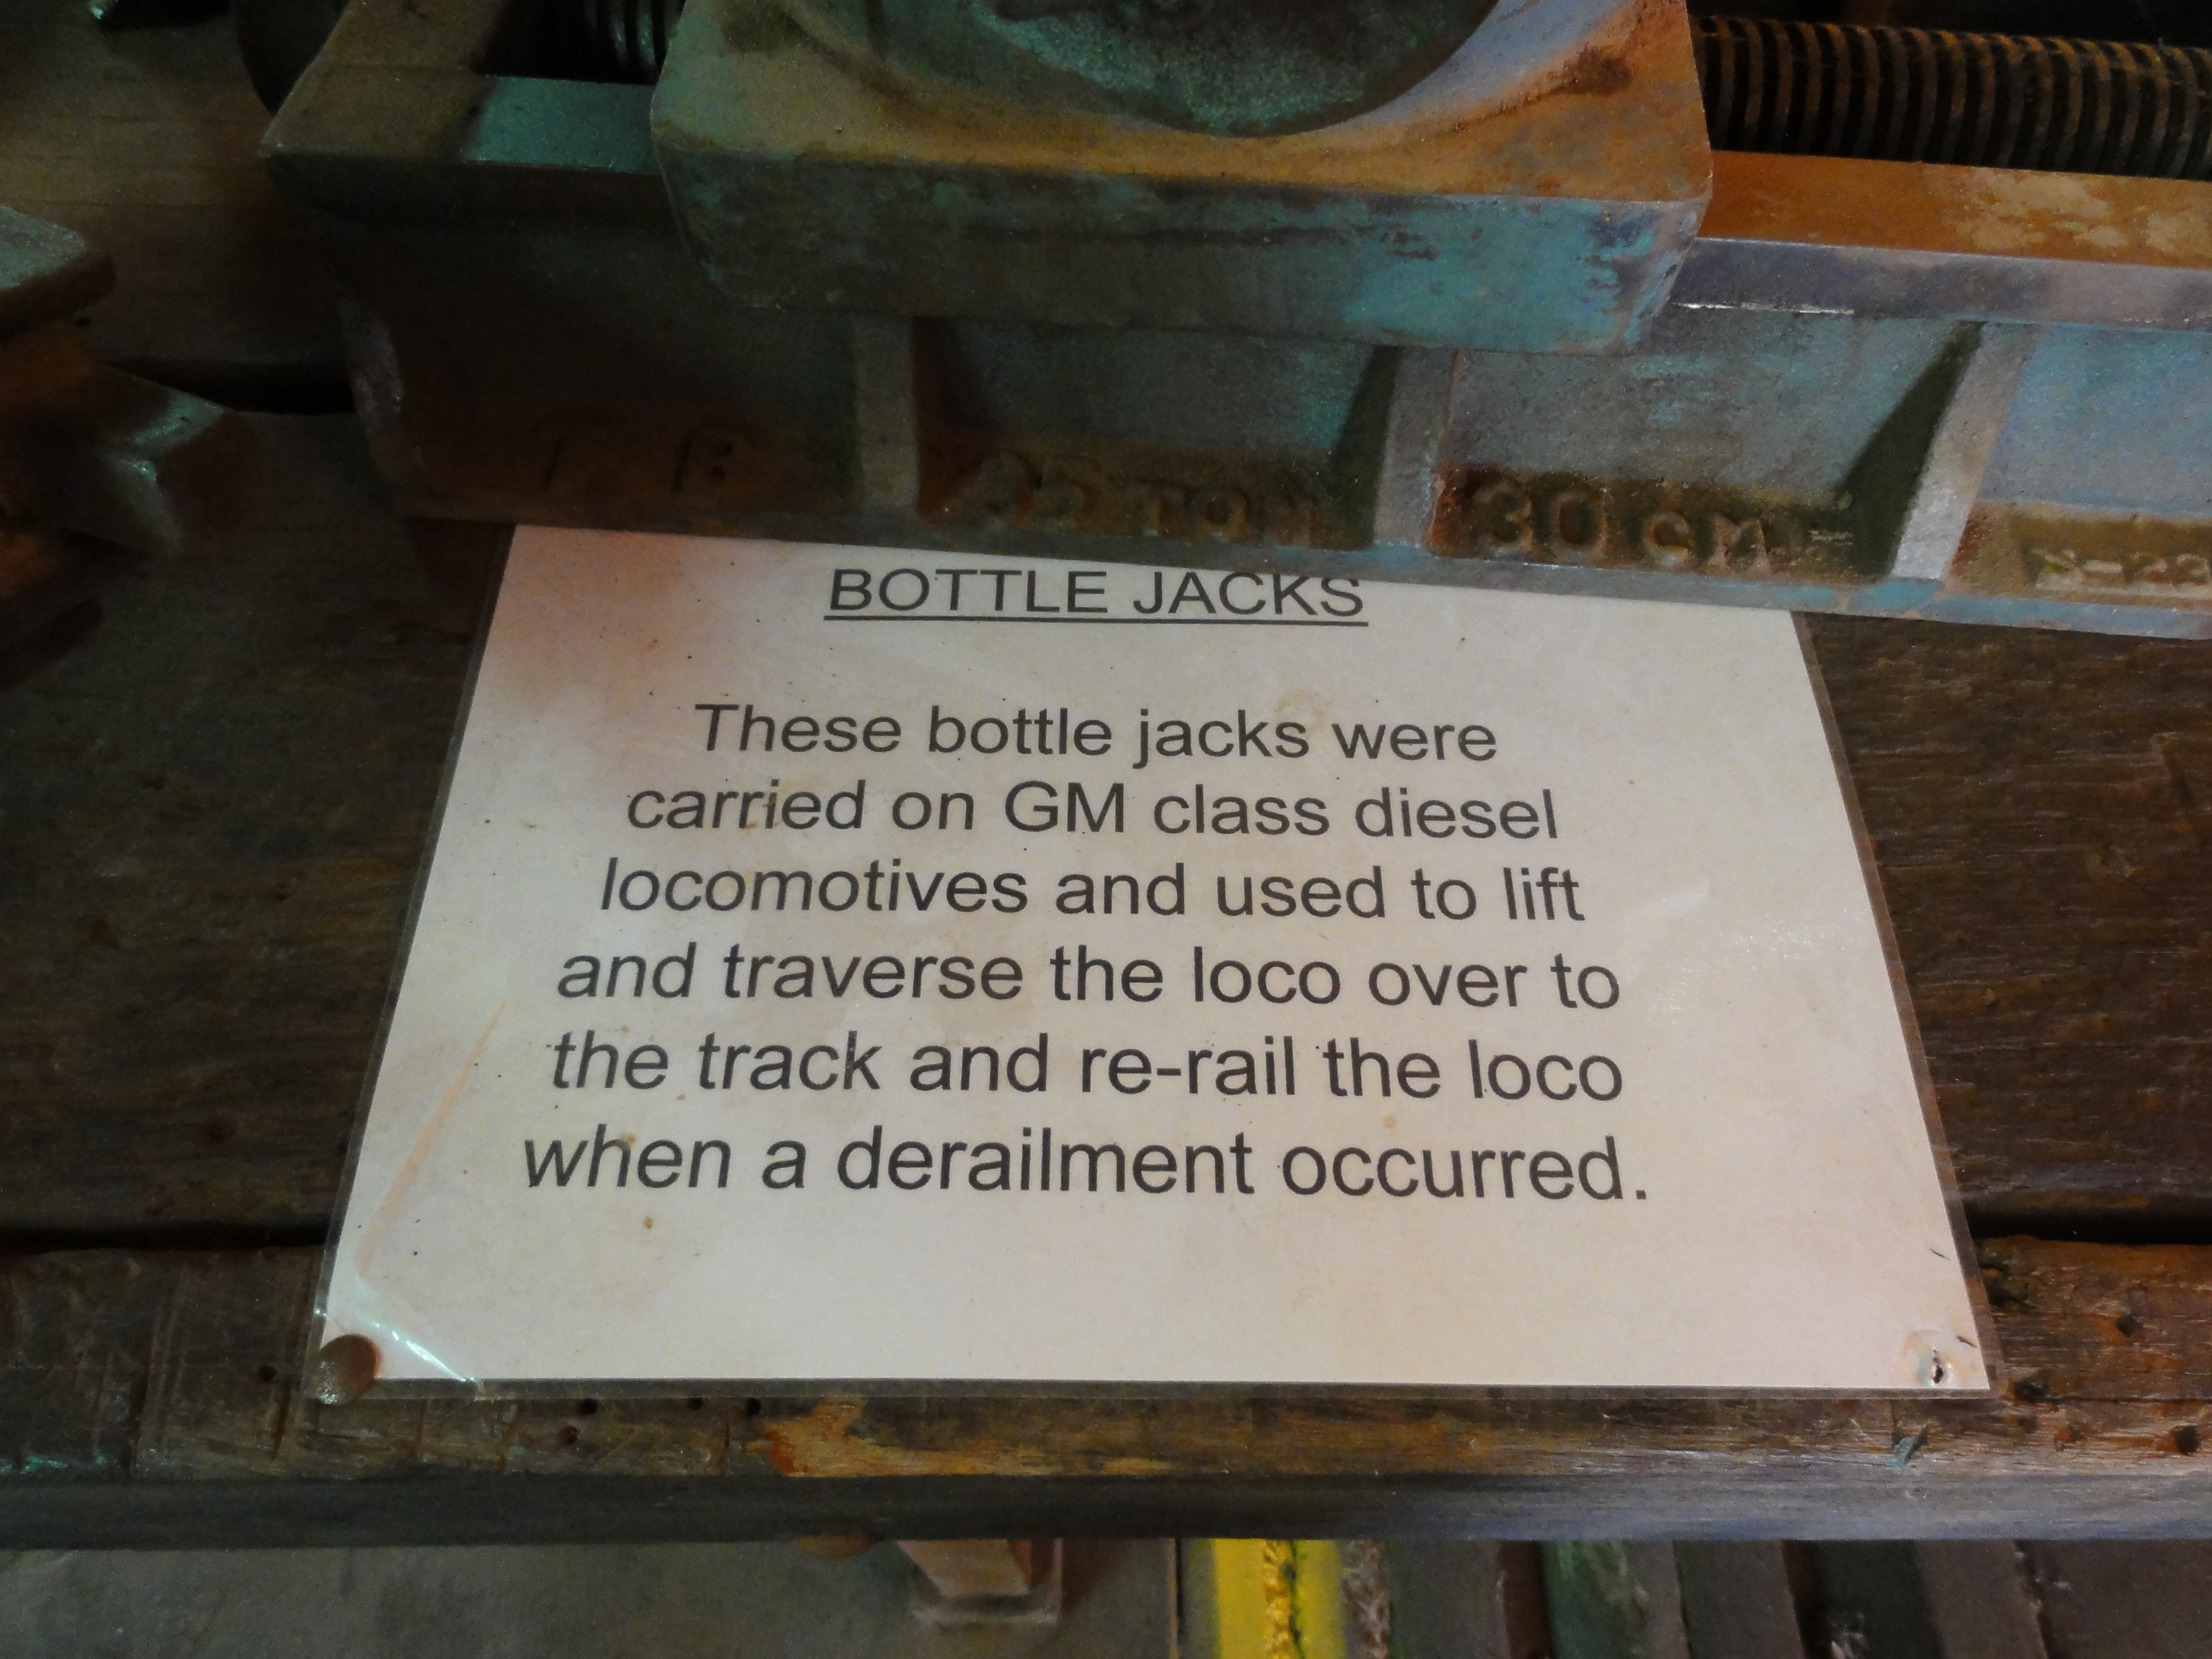 T B
TON
30 CM
BOTTLE JACKS
These bottle jacks were
carried on GM class diesel
locomotives and used to lift
and traverse the loco over to
the track and re-rail the loco
when a derailment occurred.